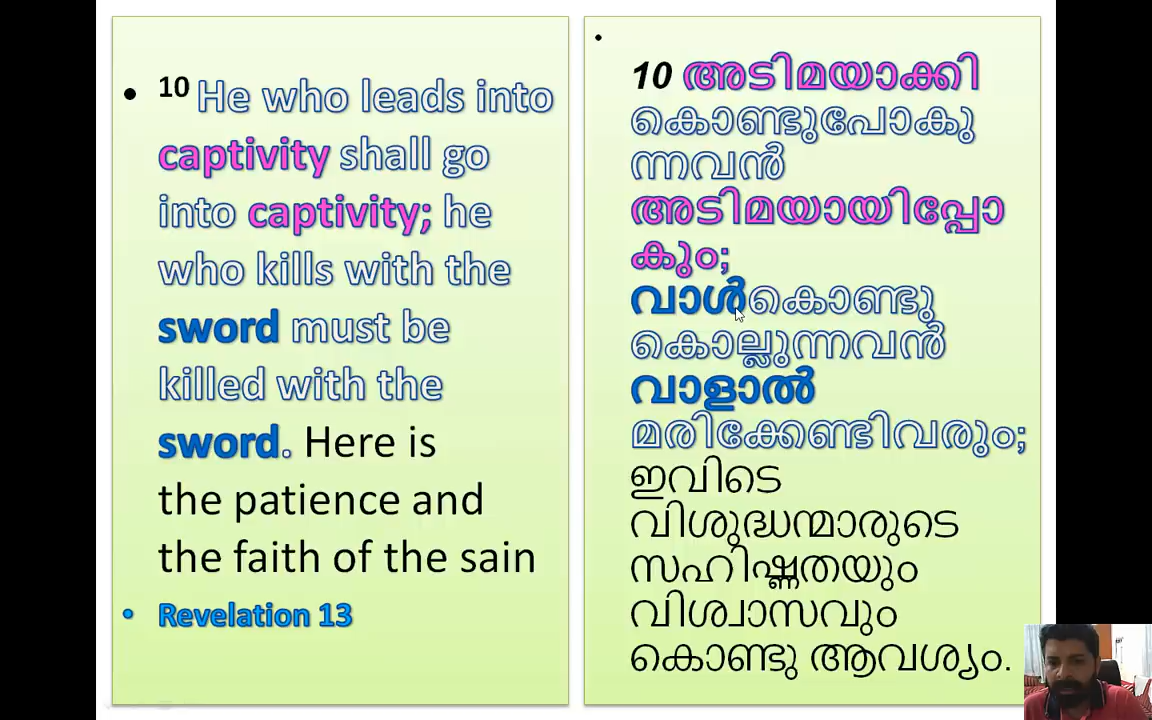 10 He who leads into
captivity shall go
into captivity; he
who kills with the
sword must be
killed with the
sword. Here is
the patience and
the faith of the sain
Revelation 13
10 അടിമയാക്കി
കൊണ്ടുപോകു
ന്നവൻ
അടിമയായിപ്പോ
കും;
വാൾകൊണ്ടു
കൊല്ലുന്നവൻ
വാളാൽ
മരിക്കേണ്ടിവരും;
ഇവിടെ
വിശുദ്ധന്മാരുടെ
സഹിഷ്ണതയും
വിശ്വാസവും
കൊണ്ടു ആവശ്യം.